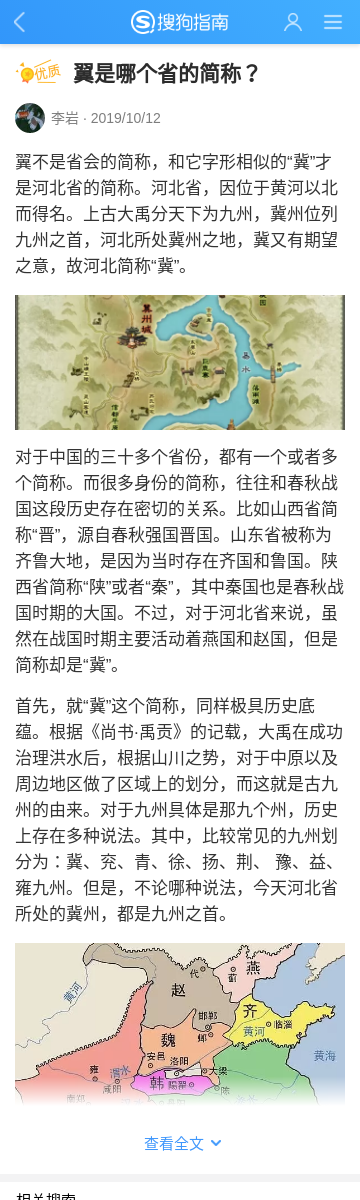 搜狗指南
优质
翼是哪个省的简称？
李岩 · 2019/10/12
翼不是省会的简称，和它字形相似的“冀”才
是河北省的简称。河北省，因位于黄河以北
而得名。上古大禹分天下为九州，冀州位列
九州之首，河北所处冀州之地，冀又有期望
之意，故河北简称“冀”。
冀州城
对于中国的三十多个省份，都有一个或者多
个简称。而很多身份的简称，往往和春秋战
国这段历史存在密切的关系。比如山西省简
称“晋”，源自春秋强国晋国。山东省被称为
齐鲁大地，是因为当时存在齐国和鲁国。陕
西省简称“陕”或者“秦”，其中秦国也是春秋战
国时期的大国。不过，对于河北省来说，虽
然在战国时期主要活动着燕国和赵国，但是
简称却是“冀”。
首先，就“冀”这个简称，同样极具历史底
蕴。根据《尚书·禹贡》的记载，大禹在成功
治理洪水后，根据山川之势，对于中原以及
周边地区做了区域上的划分，而这就是古九
州的由来。对于九州具体是那九个州，历史
上存在多种说法。其中，比较常见的九州划
分为：冀、兖、青、徐、扬、荆、 豫、益、
雍九州。但是，不论哪种说法，今天河北省
所处的冀州，都是九州之首。
代
燕
蓟
赵
黄河
邯郸
齐
临淄
邺
黄河
魏
安邑
洛阳
黄海
雍
渭水
咸阳
大梁
韩
阳翟
陈
查看全文
相关搜索